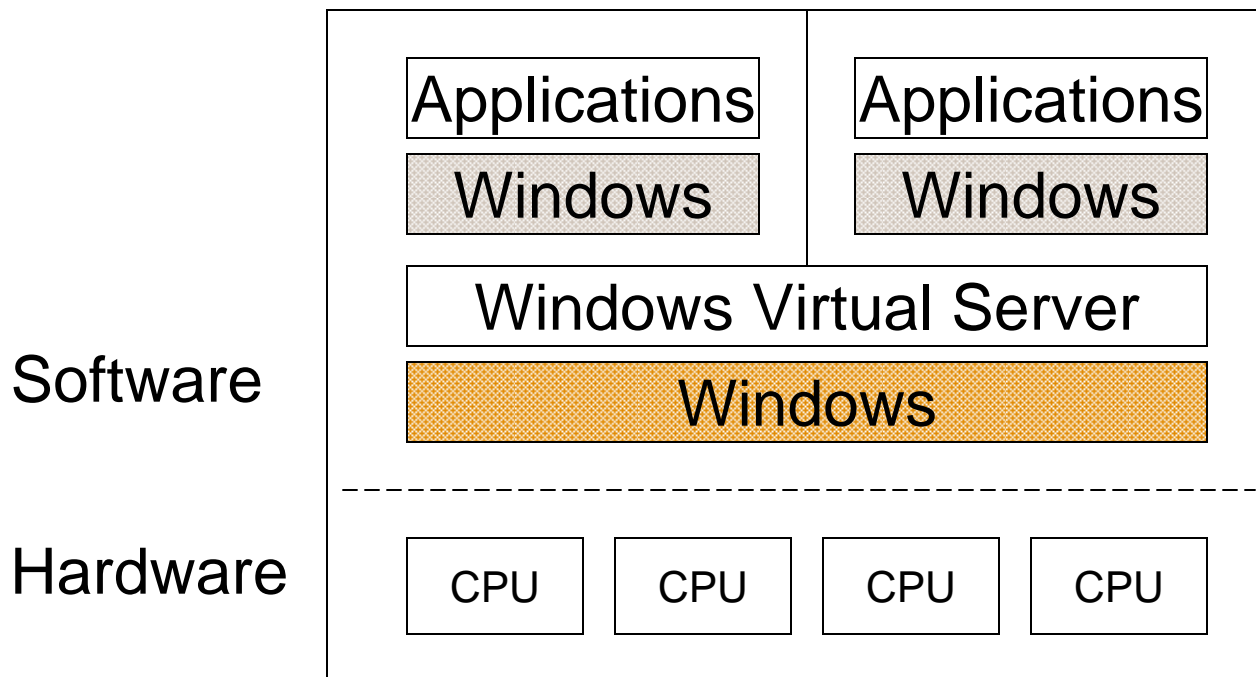 Applications
Applications
Windows
Windows
Windows Virtual Server
Software
Windows
Hardware
CPU
CPU
CPU
CPU